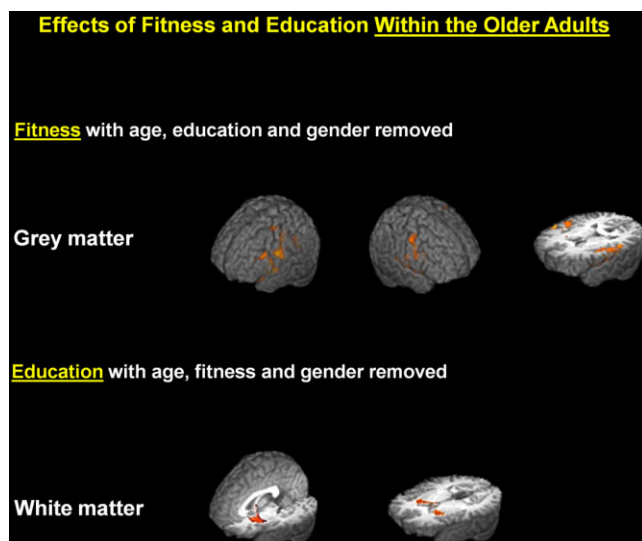 Effects of Fitness and Education Within the Older Adults
Fitness with age, education and gender removed
Grey matter
Education with age, fitness and gender removed
White matter